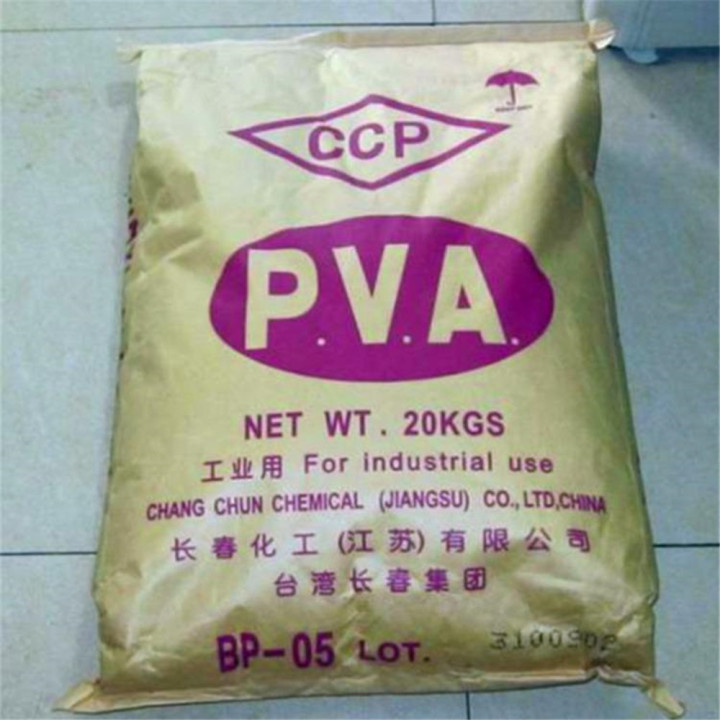 CCP
P.V.A.
NET WT. 20KGS
工业用 For industrial use
CHANG CHUN CHEMICAL (JIANGSU) CO.,LTD,CHINA
长春化工(江苏)有限公司
台湾长春集团
BP-05 LOT.